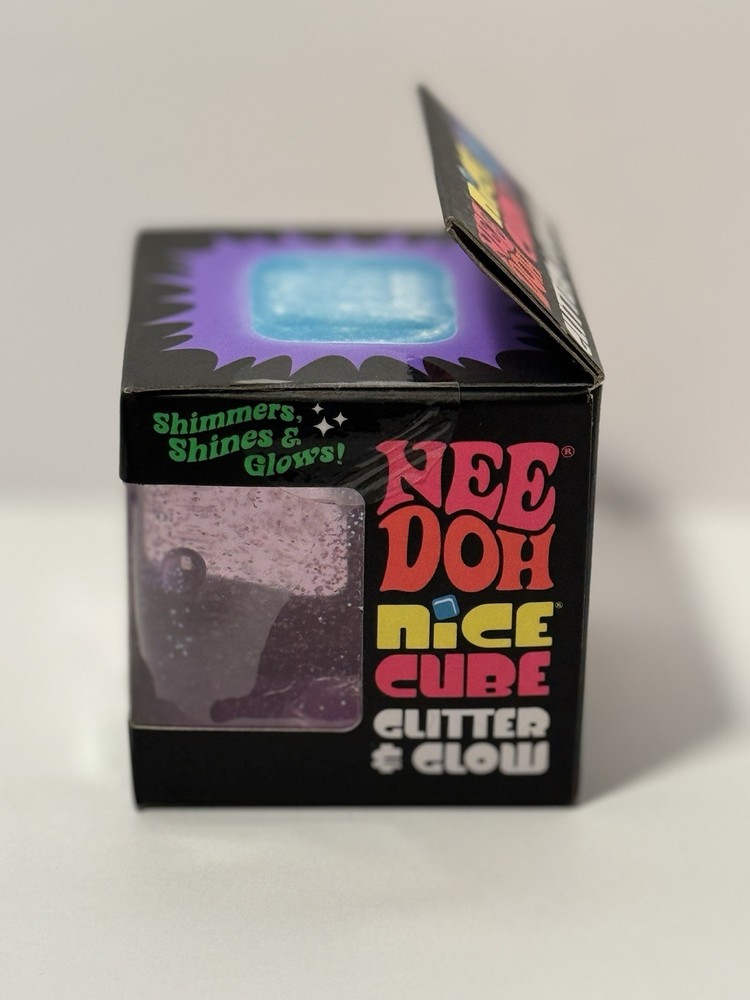 Shimmers,
Shines &
Glows!
NEE®
DOH
NiCE®
CUBE
GLITTER
& GLOW